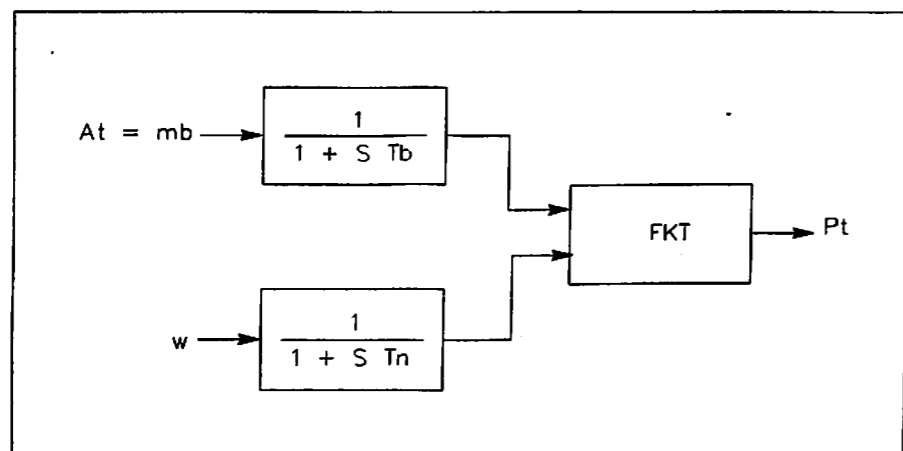 At = mb
1
1 + S Tb
FKT
Pt
w
1
1 + S Tn